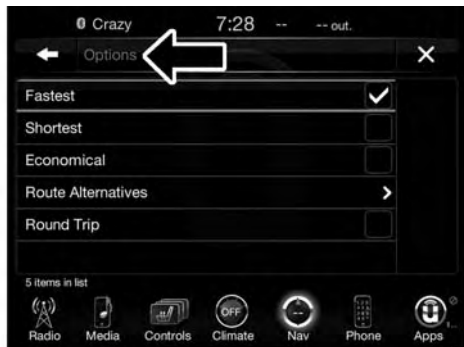 Crazy 7:28 -- -- out.
Options
Fastest
Shortest
Economical
Route Alternatives
Round Trip
5 items in list
OFF
Radio Media Controls Climate Nav Phone Apps